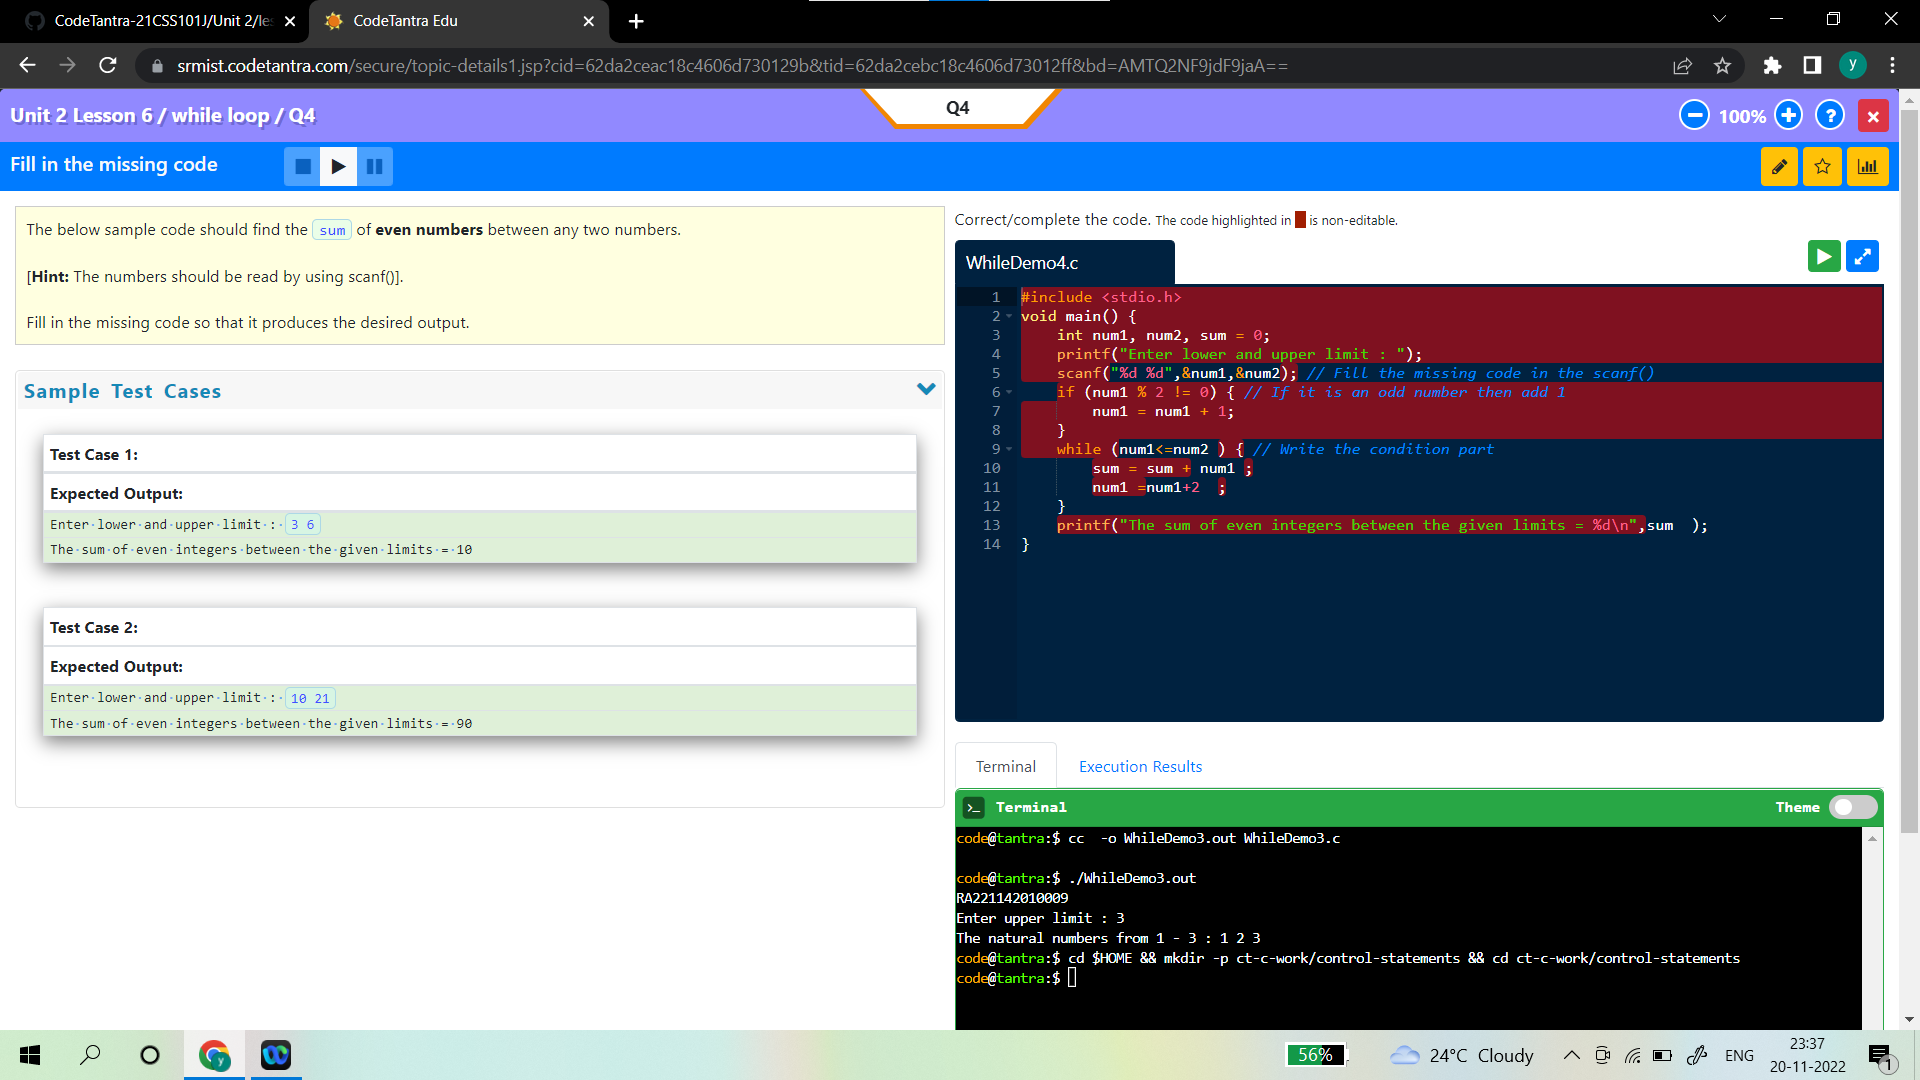 CodeTantra-21CSS101J/Unit 2/les
CodeTantra Edu
srmist.codetantra.com/secure/topic-details1.jsp?cid=62da2ceac18c4606d730129b&tid=62da2cebc18c4606d73012ff&bd=AMTQ2NF9jdF9jaA==
y
Unit 2 Lesson 6 / while loop / Q4
Q4
100%
?
Fill in the missing code
The below sample code should find the sum of even numbers between any two numbers.
[Hint: The numbers should be read by using scanf()].
Fill in the missing code so that it produces the desired output.
Sample Test Cases
Test Case 1:
Expected Output:
Enter·lower·and·upper·limit·:·3 6
The·sum·of·even·integers·between·the·given·limits·=·10
Test Case 2:
Expected Output:
Enter·lower·and·upper·limit·:·10 21
The·sum·of·even·integers·between·the·given·limits·=·90
Correct/complete the code. The code highlighted in is non-editable.
WhileDemo4.c
1 #include <stdio.h>
2 void main() {
3 int num1, num2, sum = 0;
4 printf("Enter lower and upper limit : ");
5 scanf("%d %d",&num1,&num2); // Fill the missing code in the scanf()
6 if (num1 % 2 != 0) { // If it is an odd number then add 1
7 num1 = num1 + 1;
8 }
9 while (num1<=num2 ) { // Write the condition part
10 sum = sum + num1 ;
11 num1 =num1+2 ;
12 }
13 printf("The sum of even integers between the given limits = %d\n",sum );
14 }
Terminal
Execution Results
Terminal
Theme
code@tantra:$ cc -o WhileDemo3.out WhileDemo3.c
code@tantra:$ ./WhileDemo3.out
RA221142010009
Enter upper limit : 3
The natural numbers from 1 - 3 : 1 2 3
code@tantra:$ cd $HOME && mkdir -p ct-c-work/control-statements && cd ct-c-work/control-statements
code@tantra:$
56%
24°C Cloudy
ENG
23:37
20-11-2022
1